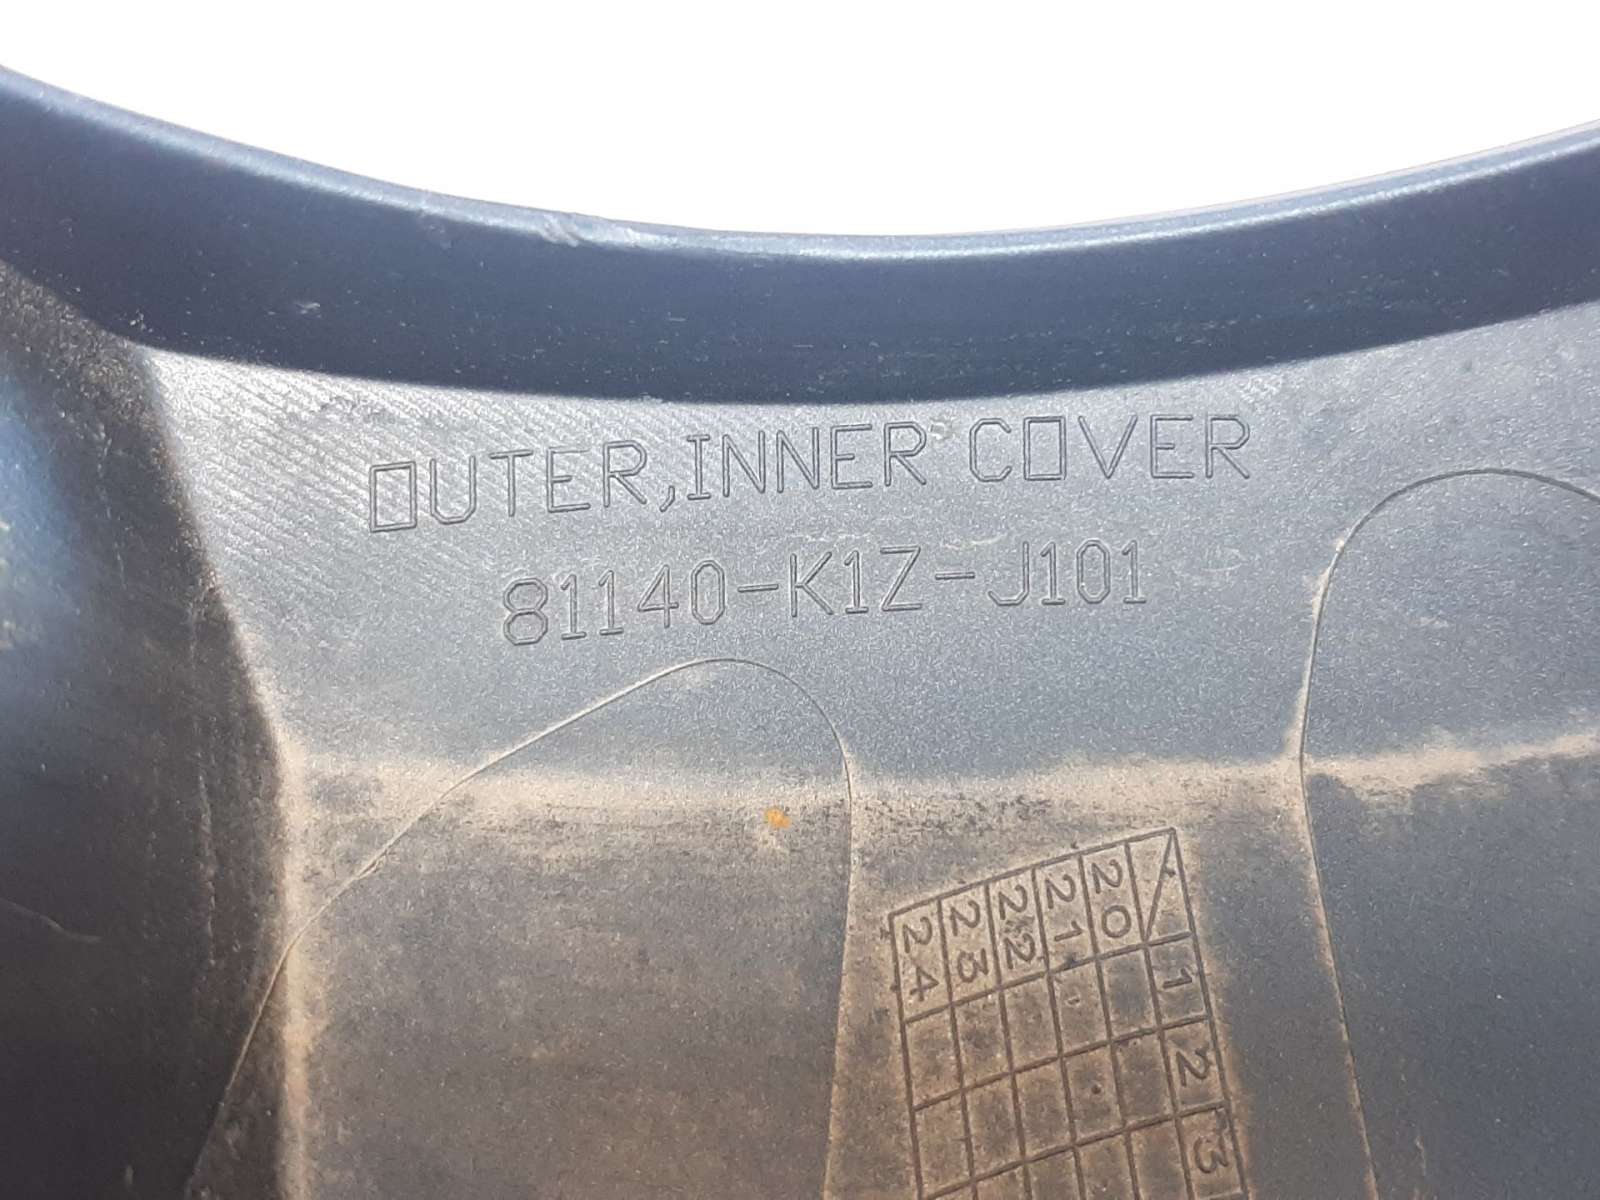 OUTER,INNER COVER
81140-K1Z-J101
20 21 22 23 24
1
2
3